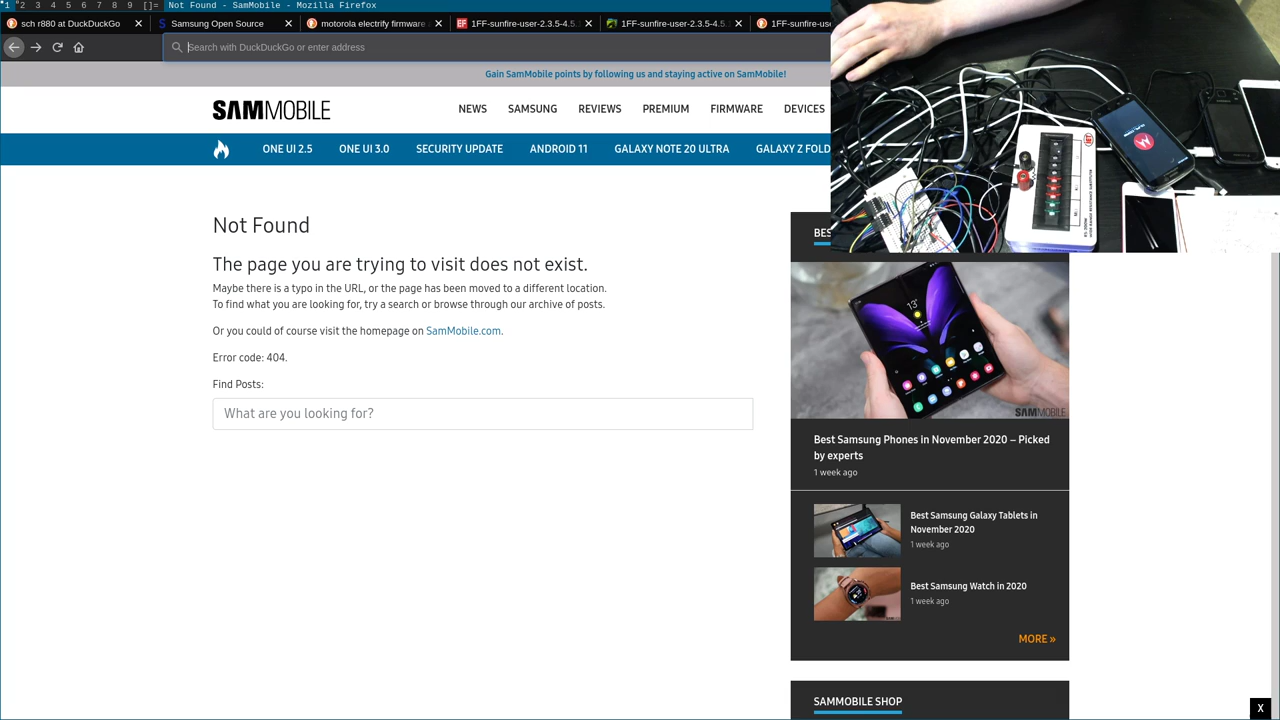 1 2 3 4 5 6 7 8 9 []= Not Found - SamMobile - Mozilla Firefox
sch r880 at DuckDuckGo
Samsung Open Source
motorola electrify firmware
1FF-sunfire-user-2.3.5-4.5.
1FF-sunfire-user-2.3.5-4.5.
1FF-sunfire-us
Search with DuckDuckGo or enter address
Gain SamMobile points by following us and staying active on SamMobile!
SAMMOBILE
NEWS SAMSUNG REVIEWS PREMIUM FIRMWARE DEVICES
ONE UI 2.5 ONE UI 3.0 SECURITY UPDATE ANDROID 11 GALAXY NOTE 20 ULTRA GALAXY Z FOLD
Not Found
The page you are trying to visit does not exist.
Maybe there is a typo in the URL, or the page has been moved to a different location.
To find what you are looking for, try a search or browse through our archive of posts.
Or you could of course visit the homepage on SamMobile.com.
Error code: 404.
Find Posts:
What are you looking for?
BES
13°
SAMMOBILE
Best Samsung Phones in November 2020 – Picked
by experts
1 week ago
Best Samsung Galaxy Tablets in
November 2020
1 week ago
Best Samsung Watch in 2020
1 week ago
MORE »
SAMMOBILE SHOP
X